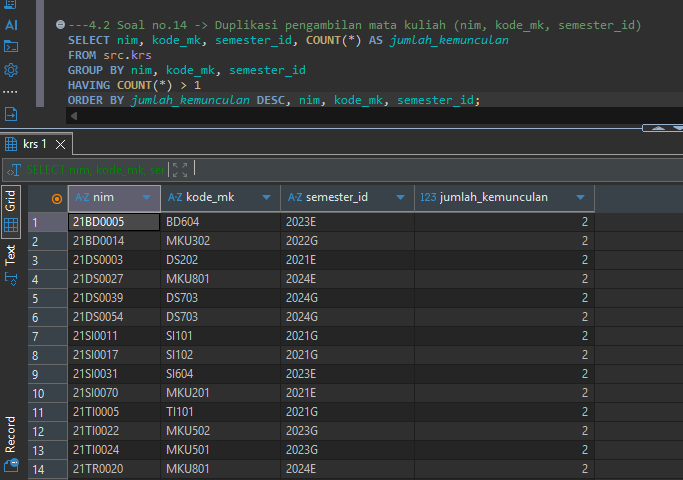 ---4.2 Soal no.14 -> Duplikasi pengambilan mata kuliah (nim, kode_mk, semester_id)
SELECT nim, kode_mk, semester_id, COUNT(*) AS jumlah_kemunculan
FROM src.krs
GROUP BY nim, kode_mk, semester_id
HAVING COUNT(*) > 1
ORDER BY jumlah_kemunculan DESC, nim, kode_mk, semester_id;
AI
krs 1
SELECT nim, kode_mk, ser
Grid
Text
Record
A-Z nim A-Z kode_mk A-Z semester_id 123 jumlah_kemunculan
1 21BD0005 BD604 2023E 2
2 21BD0014 MKU302 2022G 2
3 21DS0003 DS202 2021E 2
4 21DS0027 MKU801 2024E 2
5 21DS0039 DS703 2024G 2
6 21DS0054 DS703 2024G 2
7 21SI0011 SI101 2021G 2
8 21SI0017 SI102 2021G 2
9 21SI0031 SI604 2023E 2
10 21SI0070 MKU201 2021E 2
11 21TI0005 TI101 2021G 2
12 21TI0022 MKU502 2023G 2
13 21TI0024 MKU501 2023G 2
14 21TR0020 MKU801 2024E 2